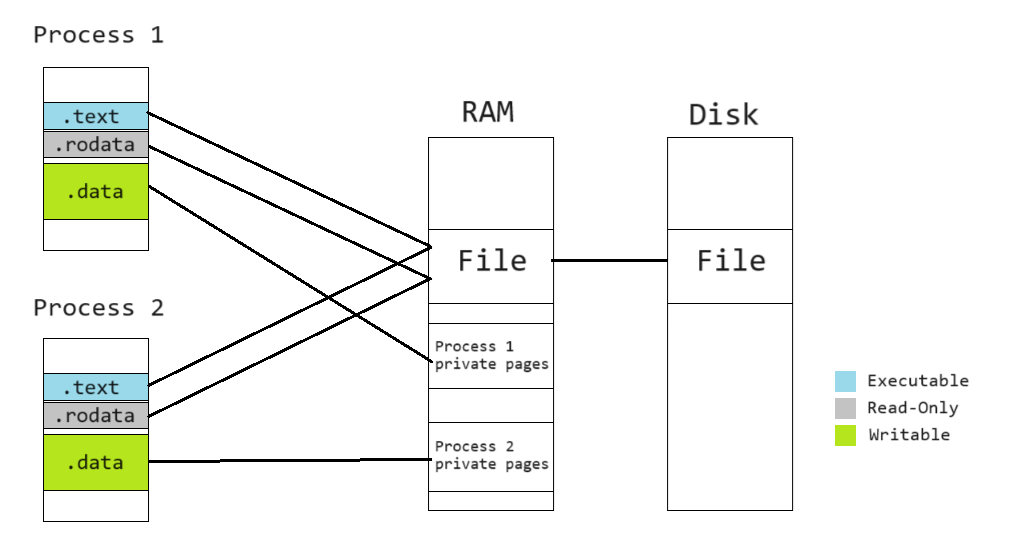 Process 1
.text
.rodata
.data
Process 2
.text
.rodata
.data
RAM
File
Process 1
private pages
Process 2
private pages
Disk
File
Executable
Read-Only
Writable